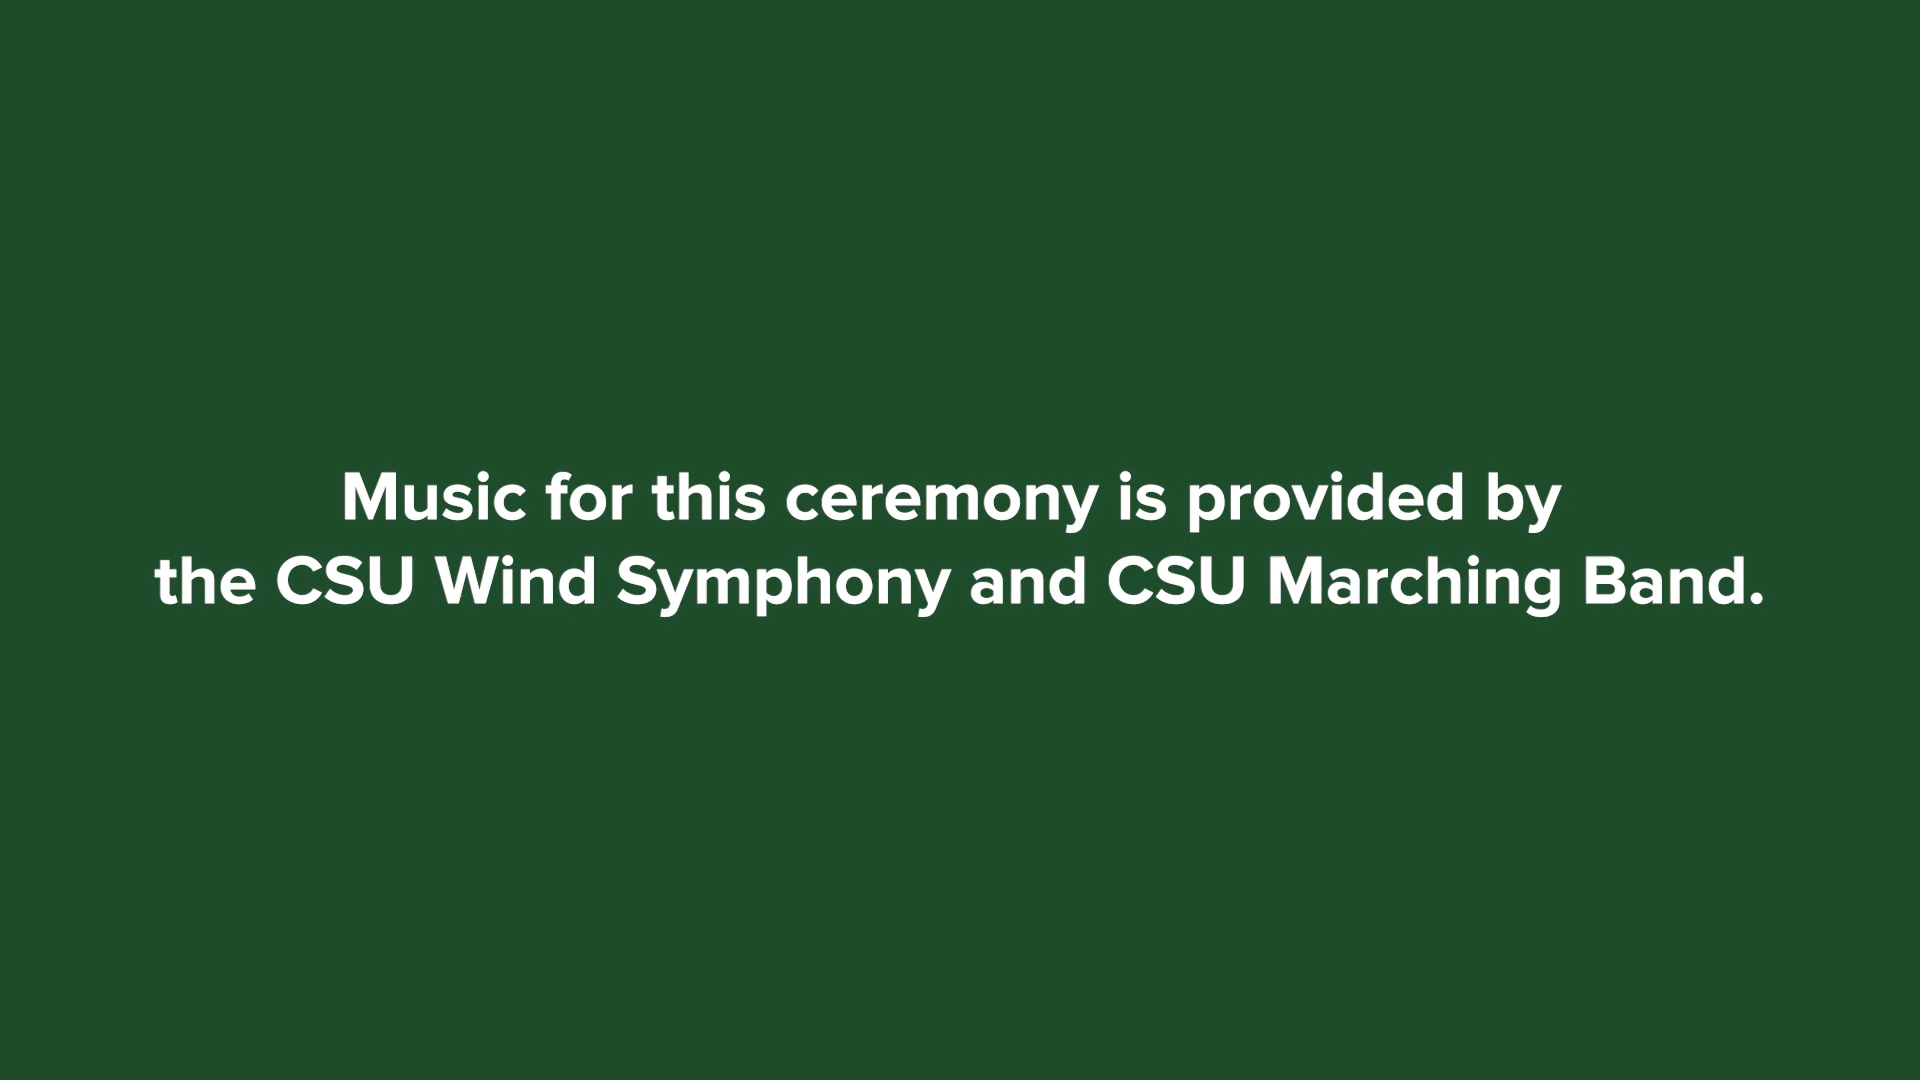 Music for this ceremony is provided by
the CSU Wind Symphony and CSU Marching Band.